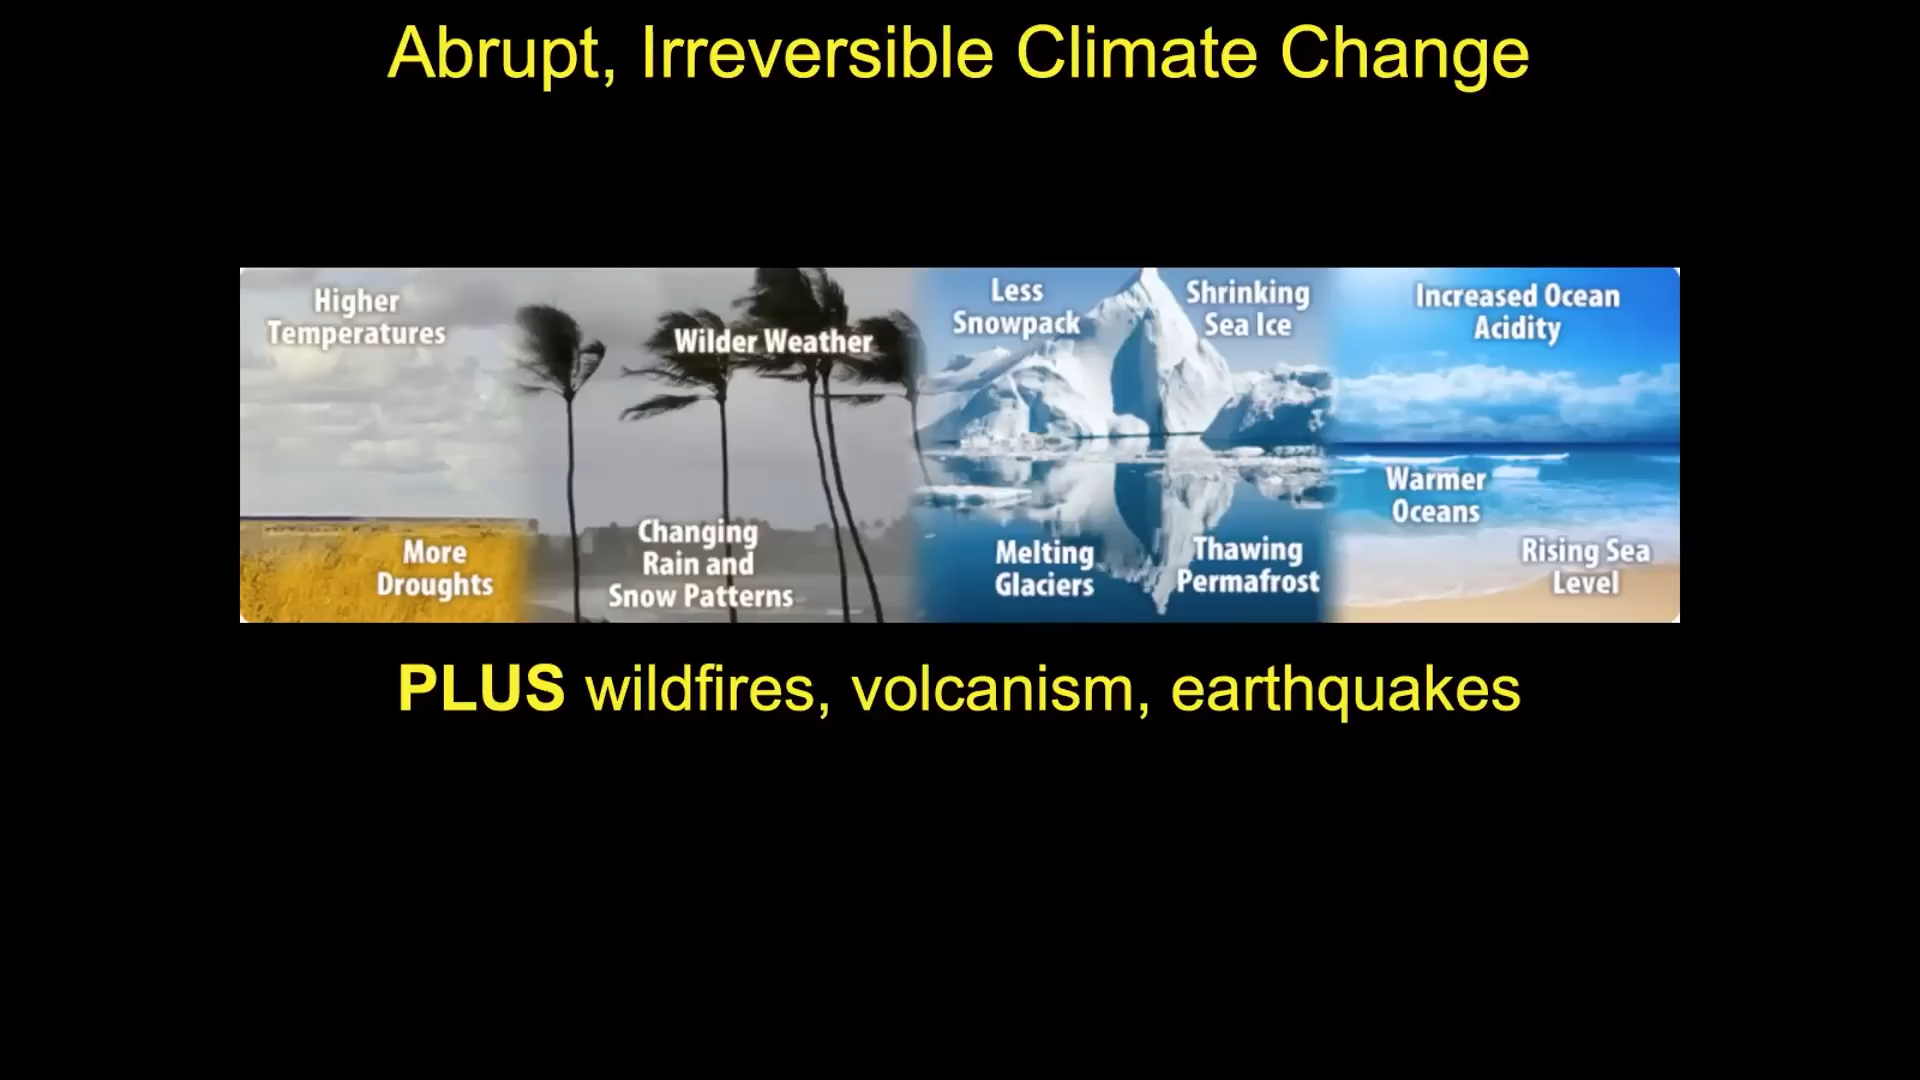 Abrupt, Irreversible Climate Change
Higher
Temperatures
More
Droughts
Wilder Weather
Changing
Rain and
Snow Patterns
Less
Snowpack
Shrinking
Sea Ice
Melting
Glaciers
Thawing
Permafrost
Increased Ocean
Acidity
Warmer
Oceans
Rising Sea
Level
PLUS wildfires, volcanism, earthquakes